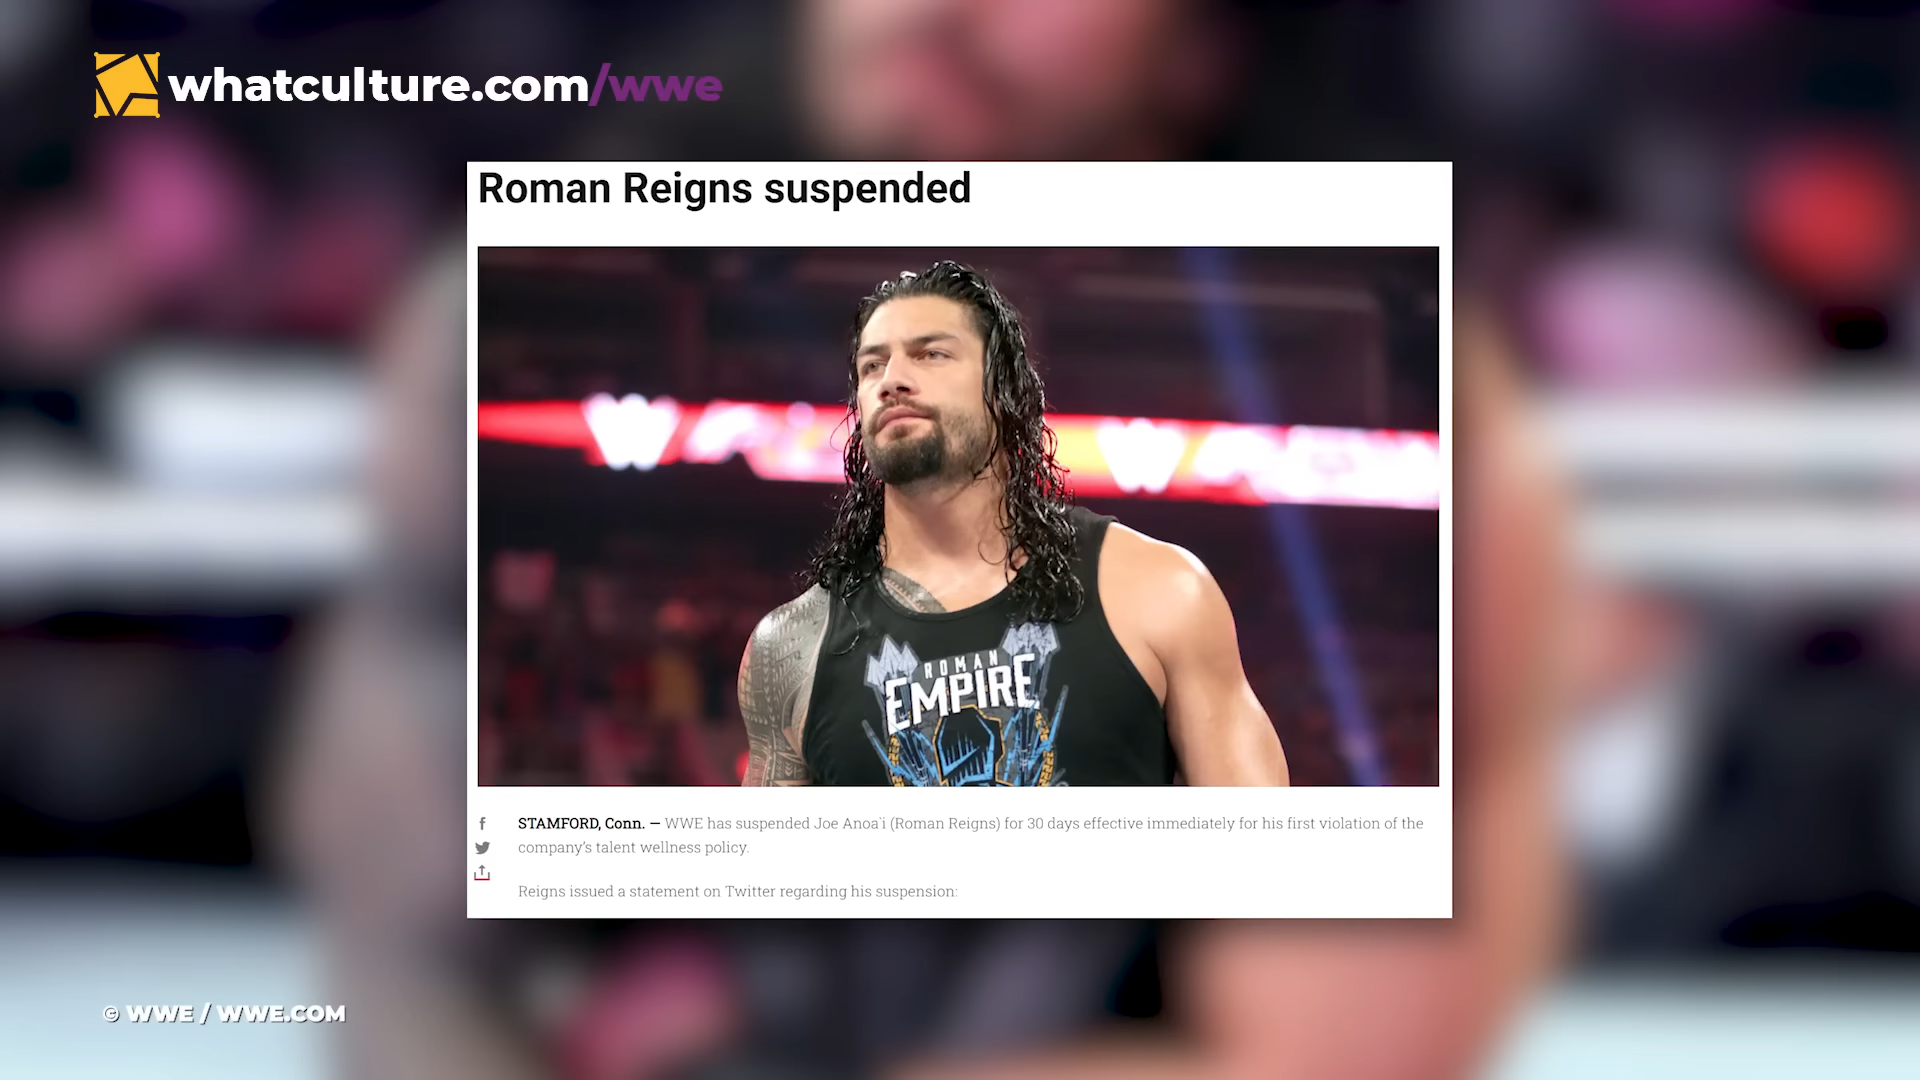 whatculture.com/wwe
Roman Reigns suspended
ROMAN
EMPIRE
STAMFORD, Conn. — WWE has suspended Joe Anoa`i (Roman Reigns) for 30 days effective immediately for his first violation of the
company's talent wellness policy.
Reigns issued a statement on Twitter regarding his suspension:
© WWE / WWE.COM